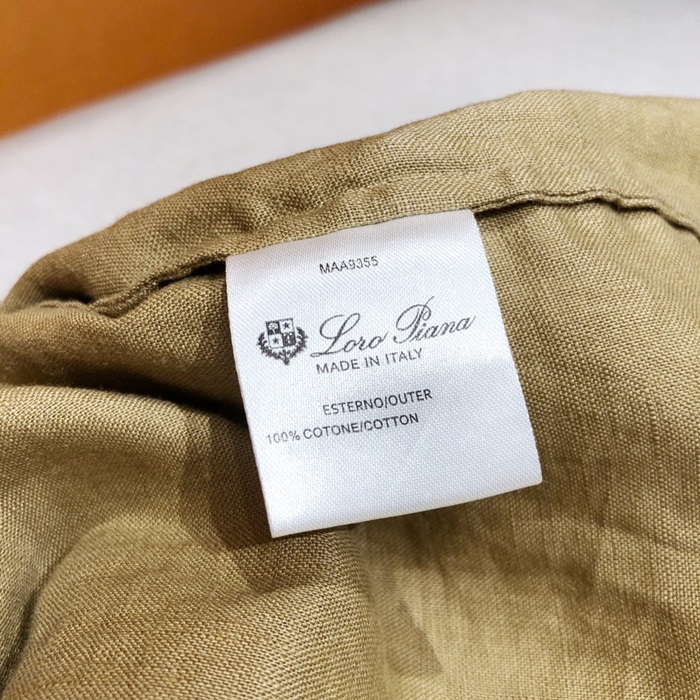 MAA9355
Loro Piana
MADE IN ITALY
ESTERNO/OUTER
100% COTONE/COTTON